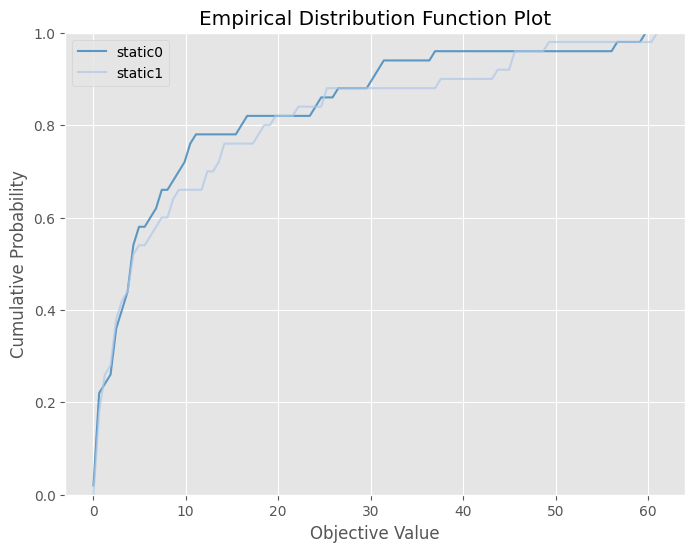 Empirical Distribution Function Plot
static0
static1
Cumulative Probability
1.0
0.8
0.6
0.4
0.2
0.0
0 10 20 30 40 50 60
Objective Value